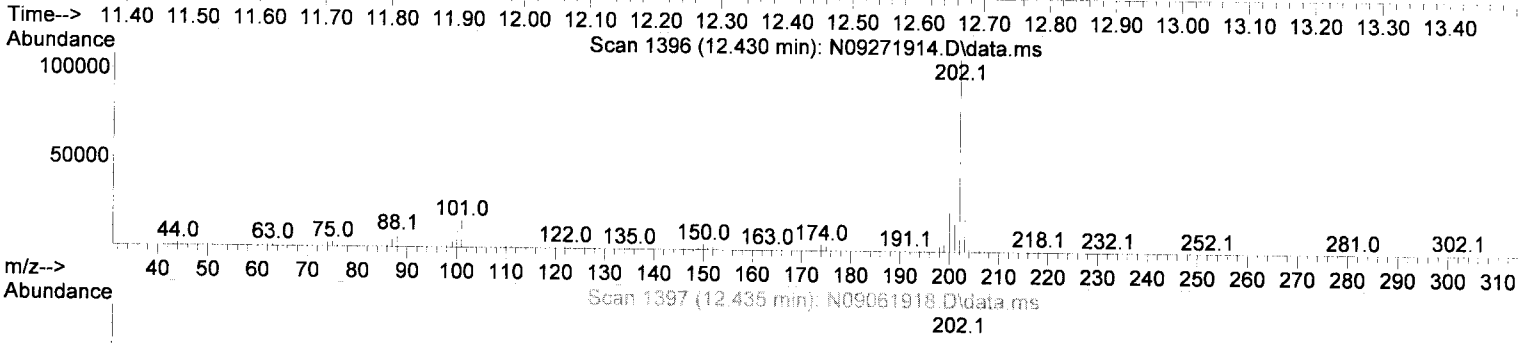 Time--> 11.40 11.50 11.60 11.70 11.80 11.90 12.00 12.10 12.20 12.30 12.40 12.50 12.60 12.70 12.80 12.90 13.00 13.10 13.20 13.30 13.40
Abundance
Scan 1396 (12.430 min): N09271914.D\data.ms
100000
202.1
50000
44.0 63.0 75.0 88.1 101.0 122.0 135.0 150.0 163.0 174.0 191.1 218.1 232.1 252.1 281.0 302.1
m/z--> 40 50 60 70 80 90 100 110 120 130 140 150 160 170 180 190 200 210 220 230 240 250 260 270 280 290 300 310
Abundance
Scan 1397 (12.435 min): N09061918.D\data.ms
202.1